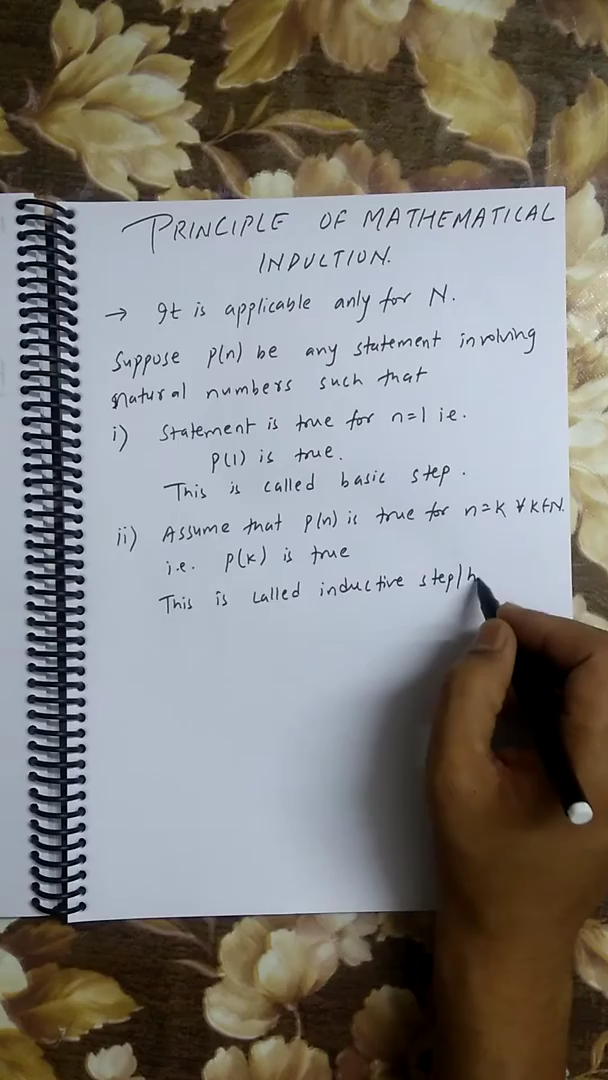 PRINCIPLE OF MATHEMATICAL
INDUCTION.
→ It is applicable only for N.
Suppose P(n) be any statement involving
natural numbers such that
i) Statement is true for n=1 i.e.
P(1) is true.
This is called basic step.
ii) Assume that P(n) is true for n=k ∀ k∈N.
i.e. P(k) is true
This is called inductive step/h